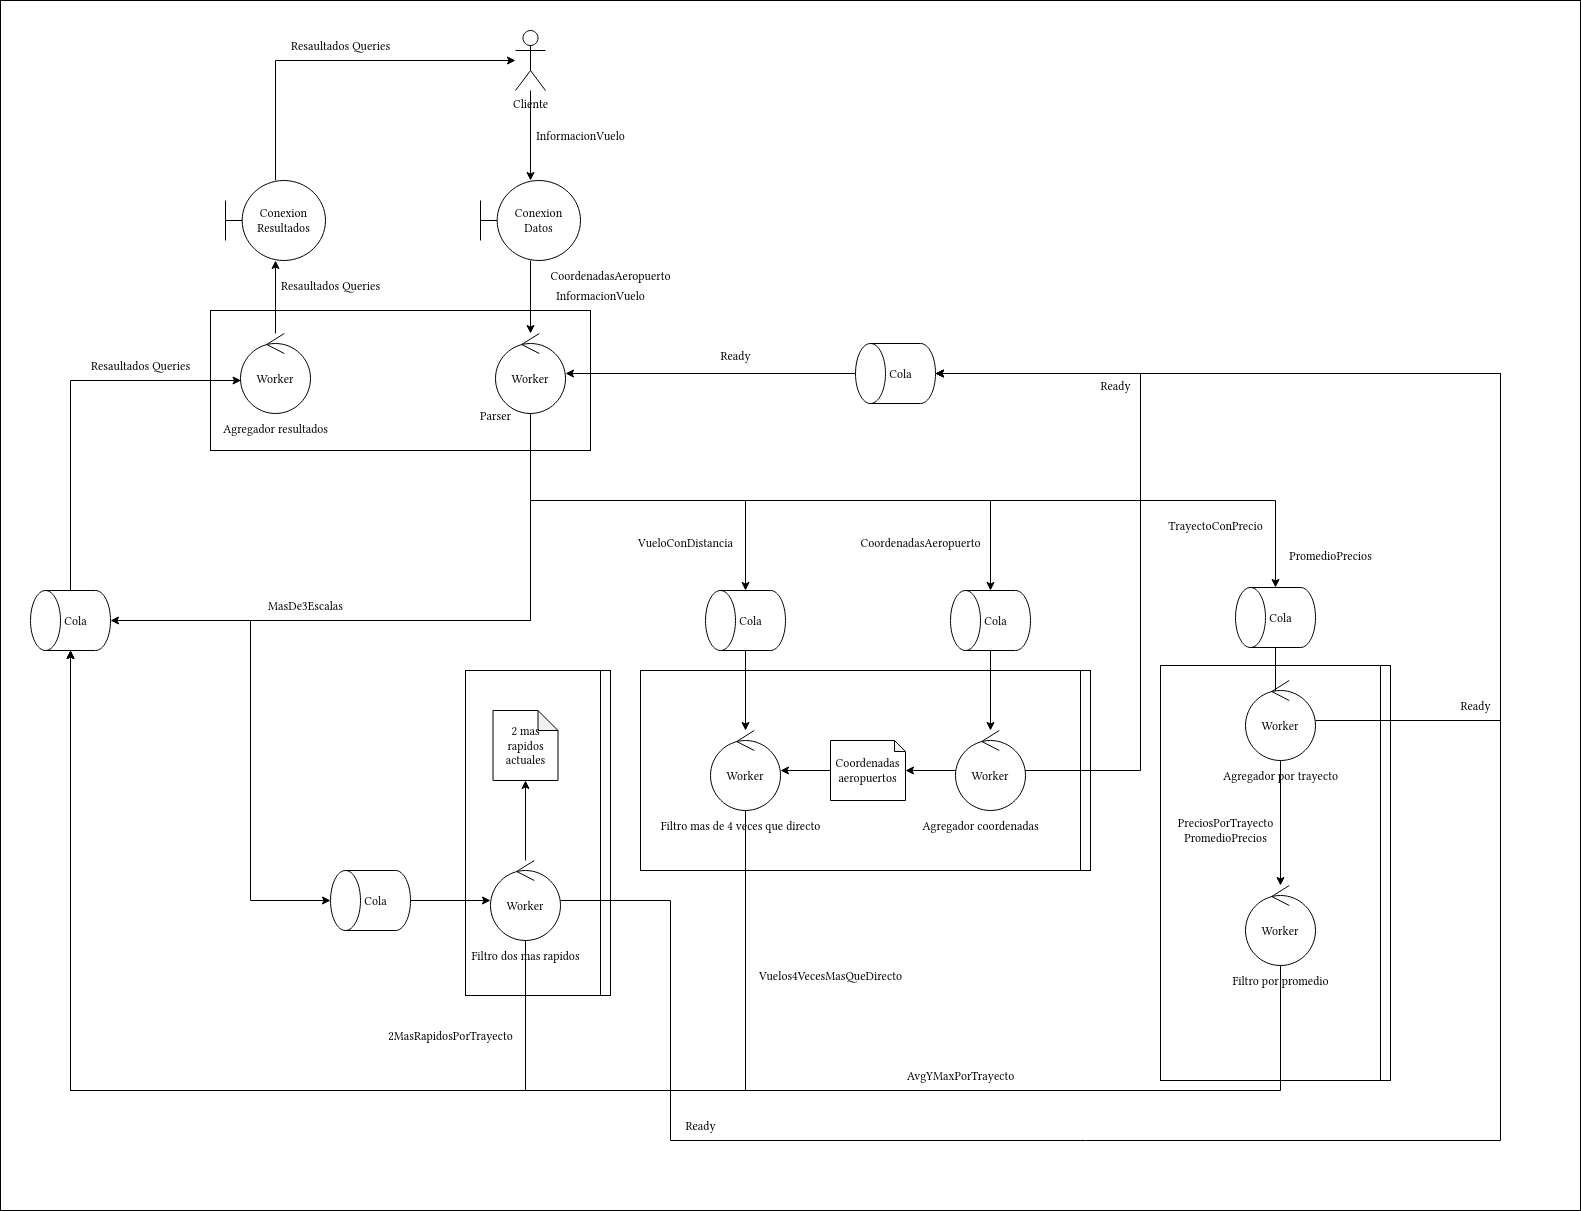 Resaultados Queries
Cliente
InformacionVuelo
Conexion
Resultados
Conexion
Datos
CoordenadasAeropuerto
InformacionVuelo
Resaultados Queries
Resaultados Queries
Worker
Agregador resultados
Worker
Parser
Ready
Cola
Ready
VueloConDistancia
CoordenadasAeropuerto
TrayectoConPrecio
PromedioPrecios
Cola
MasDe3Escalas
Cola
Cola
Cola
2 mas
rapidos
actuales
Worker
Filtro mas de 4 veces que directo
Coordenadas
aeropuertos
Worker
Agregador coordenadas
Worker
Agregador por trayecto
Ready
PreciosPorTrayecto
PromedioPrecios
Cola
Worker
Filtro dos mas rapidos
Worker
Filtro por promedio
Vuelos4VecesMasQueDirecto
2MasRapidosPorTrayecto
AvgYMaxPorTrayecto
Ready